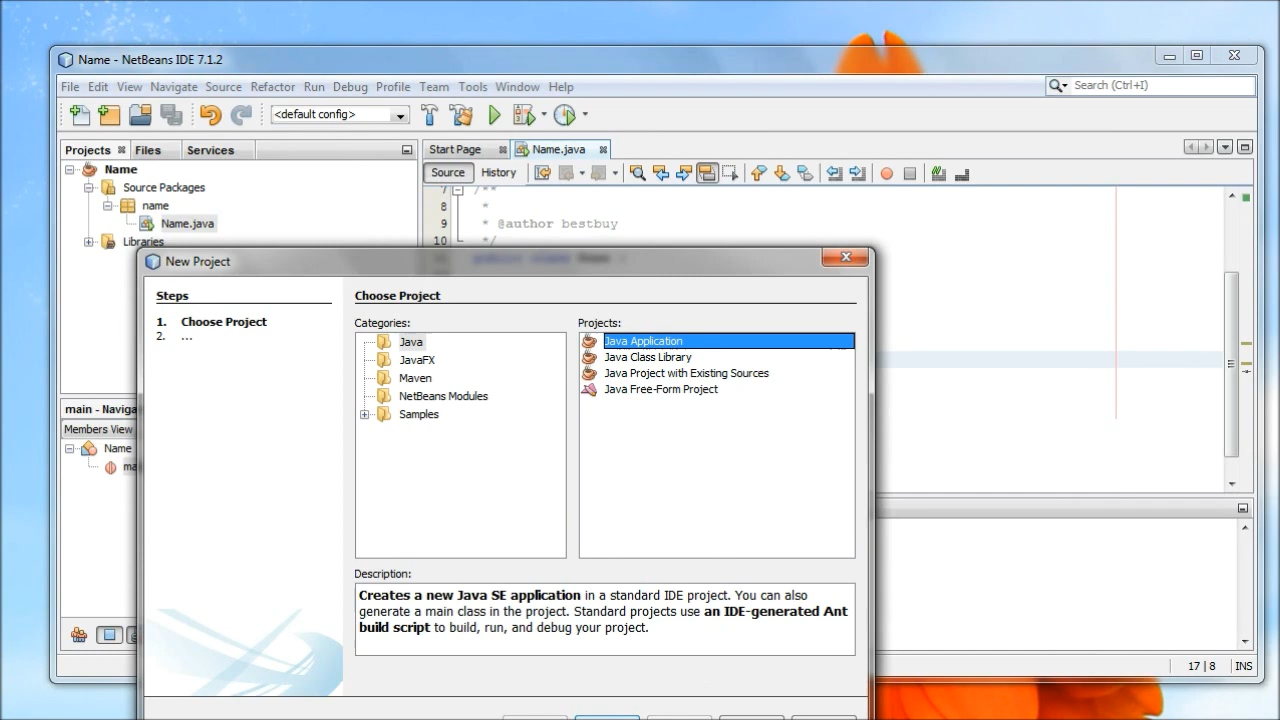 Name - NetBeans IDE 7.1.2
File Edit View Navigate Source Refactor Run Debug Profile Team Tools Window Help
Search (Ctrl+I)
<default config>
Projects Files Services
Start Page Name.java
Name
Source History
Source Packages
name
Name.java
Libraries
7 /**
8 *
9 * @author bestbuy
10 */
public class Name {
New Project
Steps
1. Choose Project
2. ...
Choose Project
Categories:
Java
JavaFX
Maven
NetBeans Modules
Samples
Projects:
Java Application
Java Class Library
Java Project with Existing Sources
Java Free-Form Project
main - Naviga
Members View
Name
ma
Description:
Creates a new Java SE application in a standard IDE project. You can also
generate a main class in the project. Standard projects use an IDE-generated Ant
build script to build, run, and debug your project.
17 | 8 INS